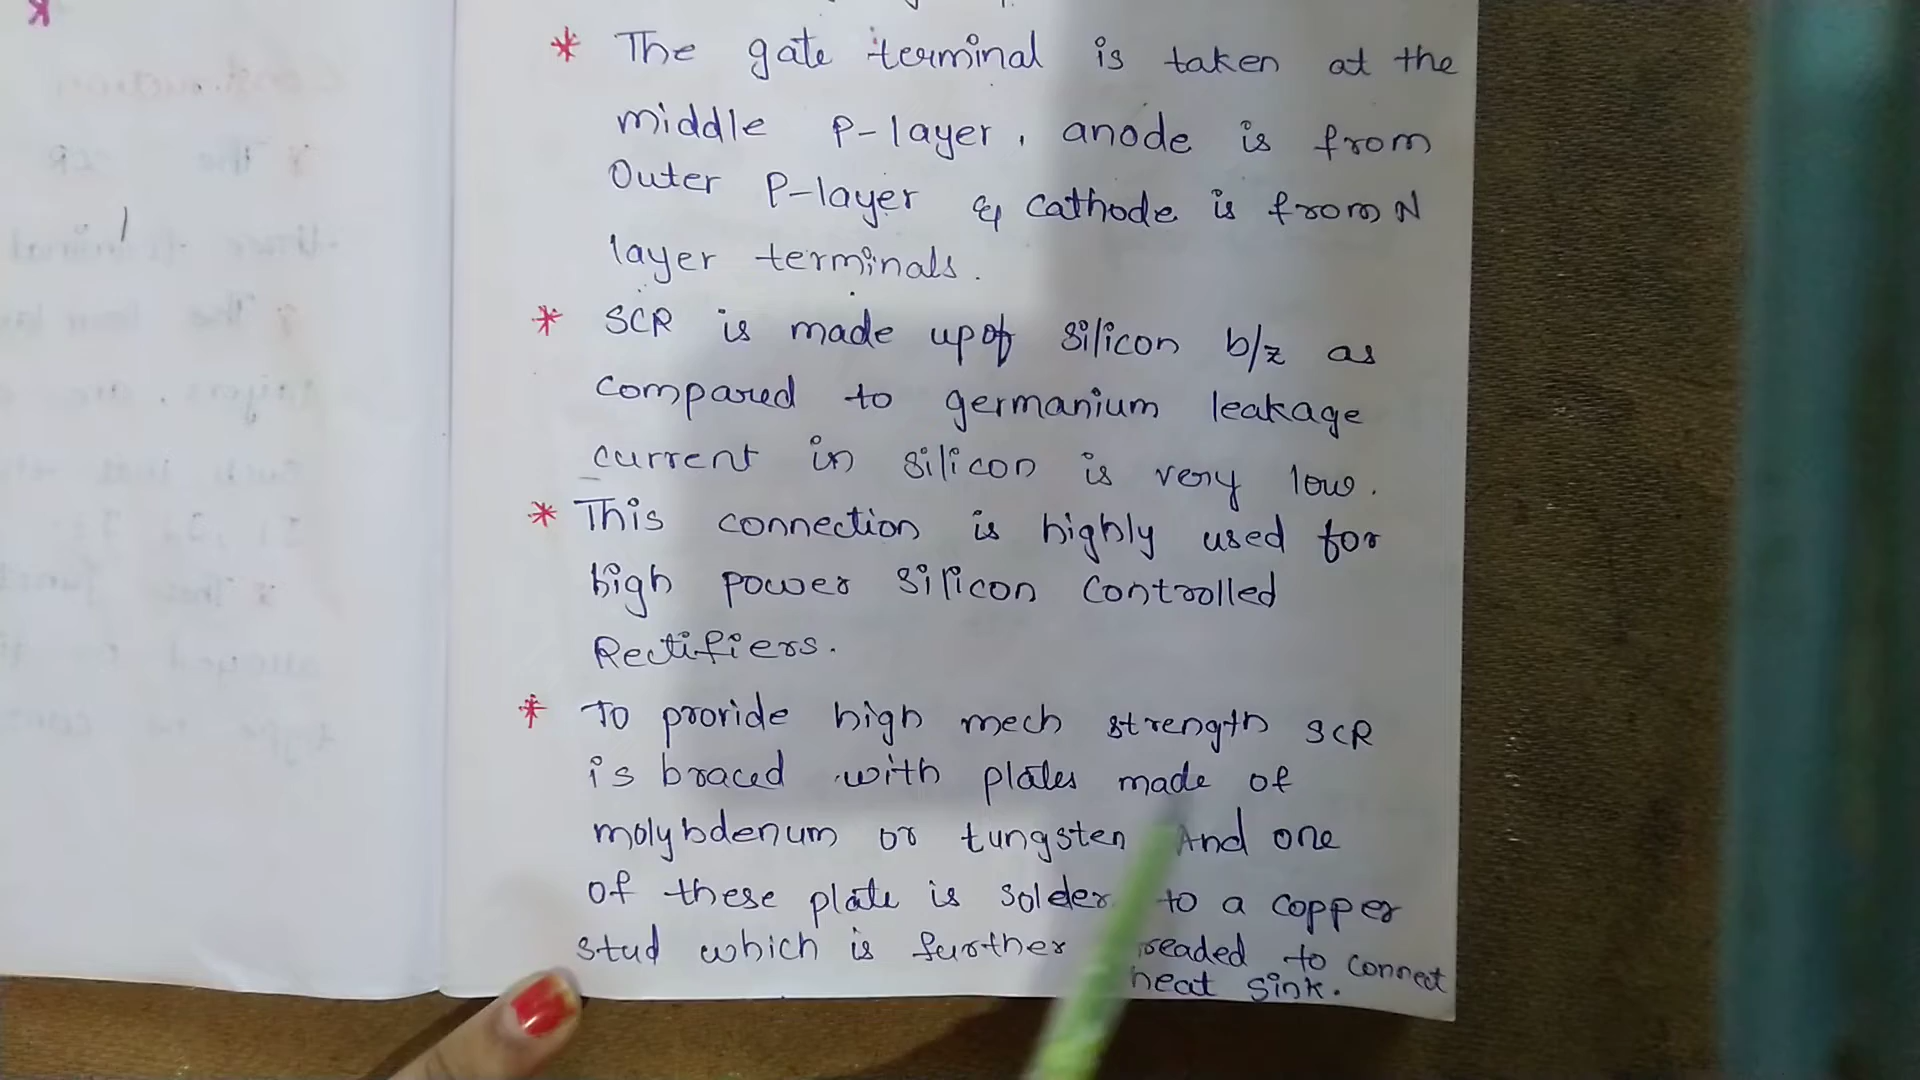 * The gate terminal is taken at the
middle P-layer, anode is from
Outer P-layer & cathode is from N
layer terminals.
* SCR is made up of silicon b/z as
compared to germanium leakage
current in silicon is very low.
* This connection is highly used for
high power silicon controlled
Rectifiers.
* To provide high mech strength SCR
is braced with plates made of
molybdenum or tungsten And one
of these plate is solder to a copper
stud which is further readed to connect
heat sink.